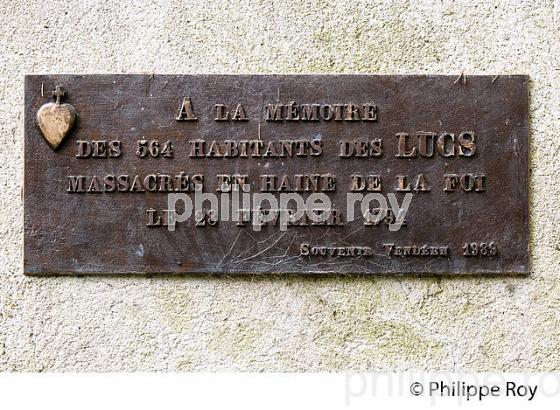 A LA MÉMOIRE
DES 564 HABITANTS DES LUCS
MASSACRÉS EN HAINE DE LA FOI
LE 28 FÉVRIER 1794
SOUVENIR VENDÉEN 1989
philippe-roy
© Philippe Roy